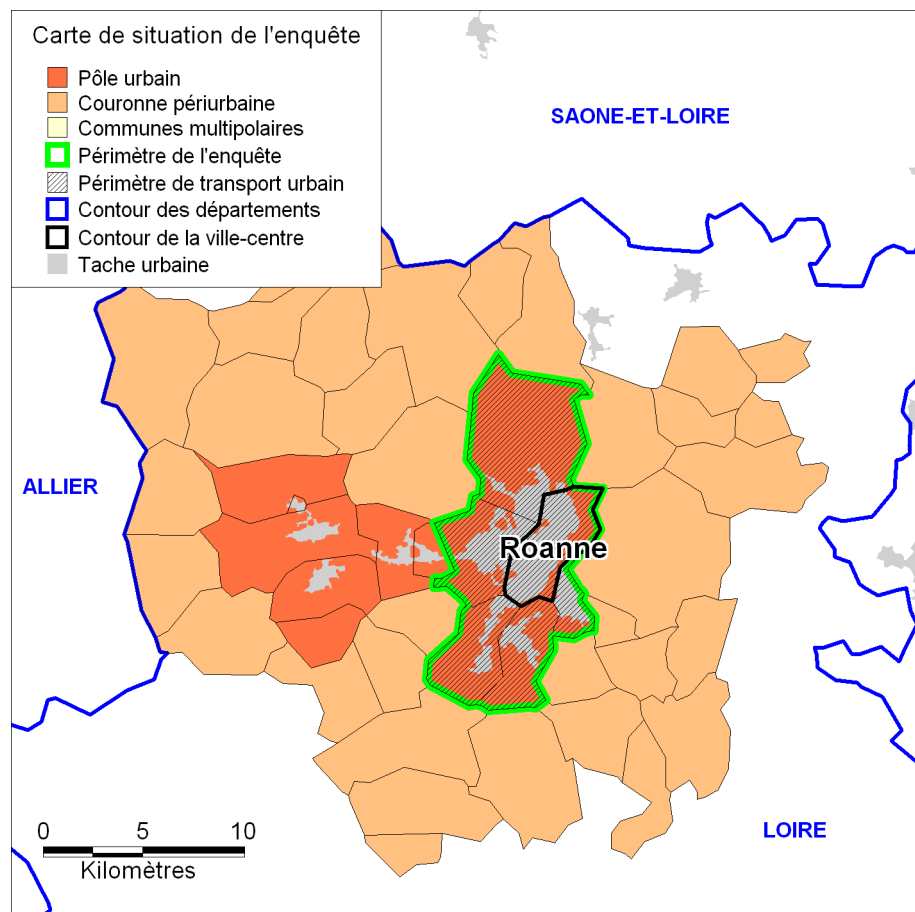 Carte de situation de l'enquête
Pôle urbain
Couronne périurbaine
Communes multipolaires
Périmètre de l'enquête
Périmètre de transport urbain
Contour des départements
Contour de la ville-centre
Tache urbaine
SAONE-ET-LOIRE
ALLIER
Roanne
LOIRE
0 5 10
Kilomètres